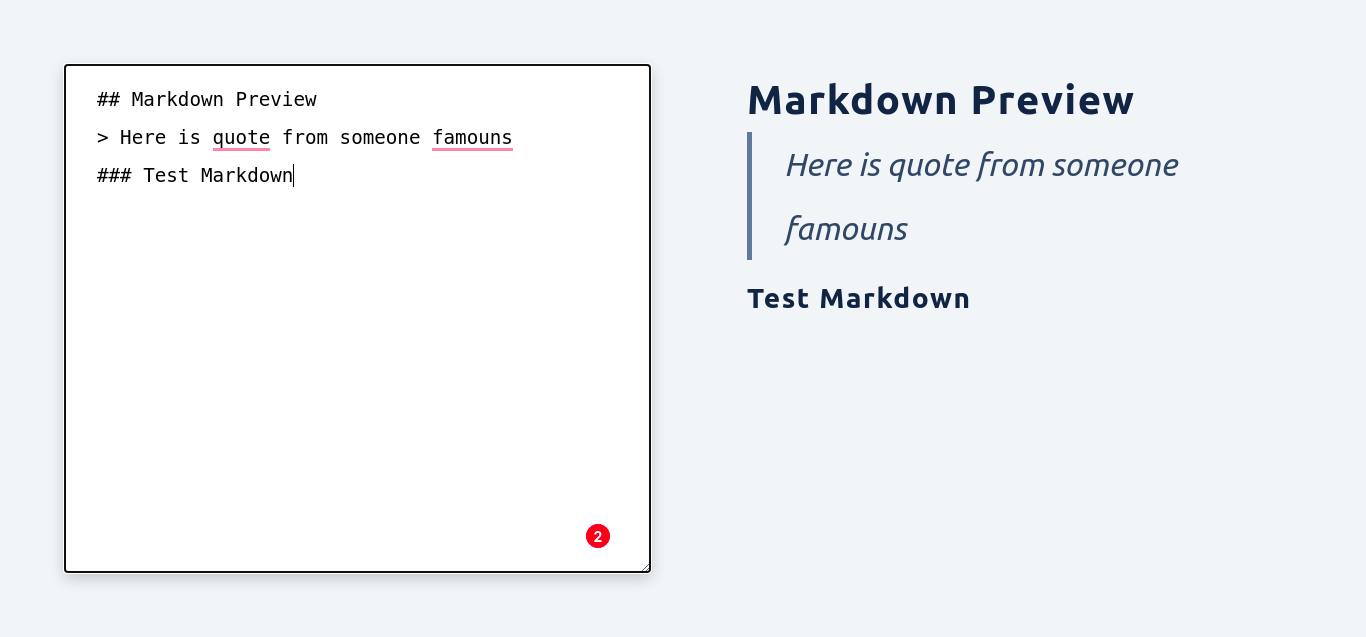 ## Markdown Preview
> Here is quote from someone famouns
### Test Markdown
2
Markdown Preview
Here is quote from someone
famouns
Test Markdown